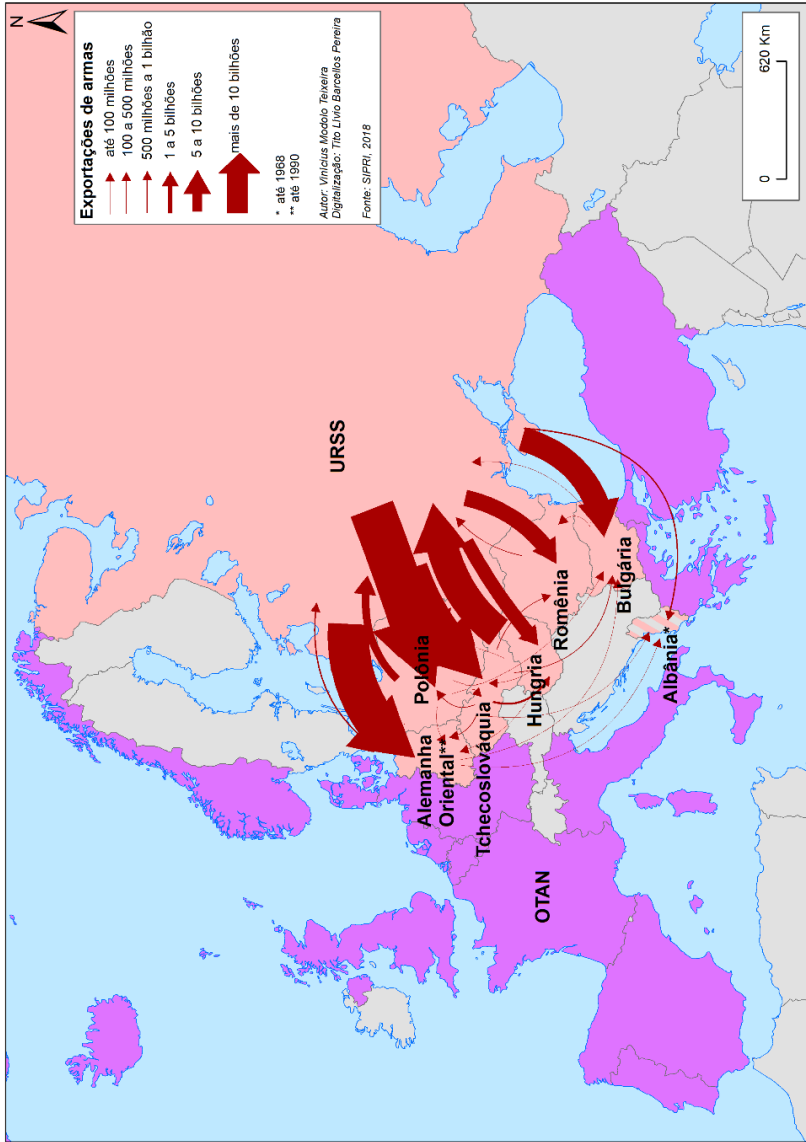 N
Exportações de armas
até 100 milhões
100 a 500 milhões
500 milhões a 1 bilhão
1 a 5 bilhões
5 a 10 bilhões
mais de 10 bilhões
* até 1968
** até 1990
Autor: Vinícius Modolo Teixeira
Digitalização: Tito Lívio Barcellos Pereira
Fonte: SIPRI, 2018
URSS
Polônia
Alemanha
Oriental**
Tchecoslováquia
Hungria
Romênia
Bulgária
Albânia*
OTAN
0 620 Km